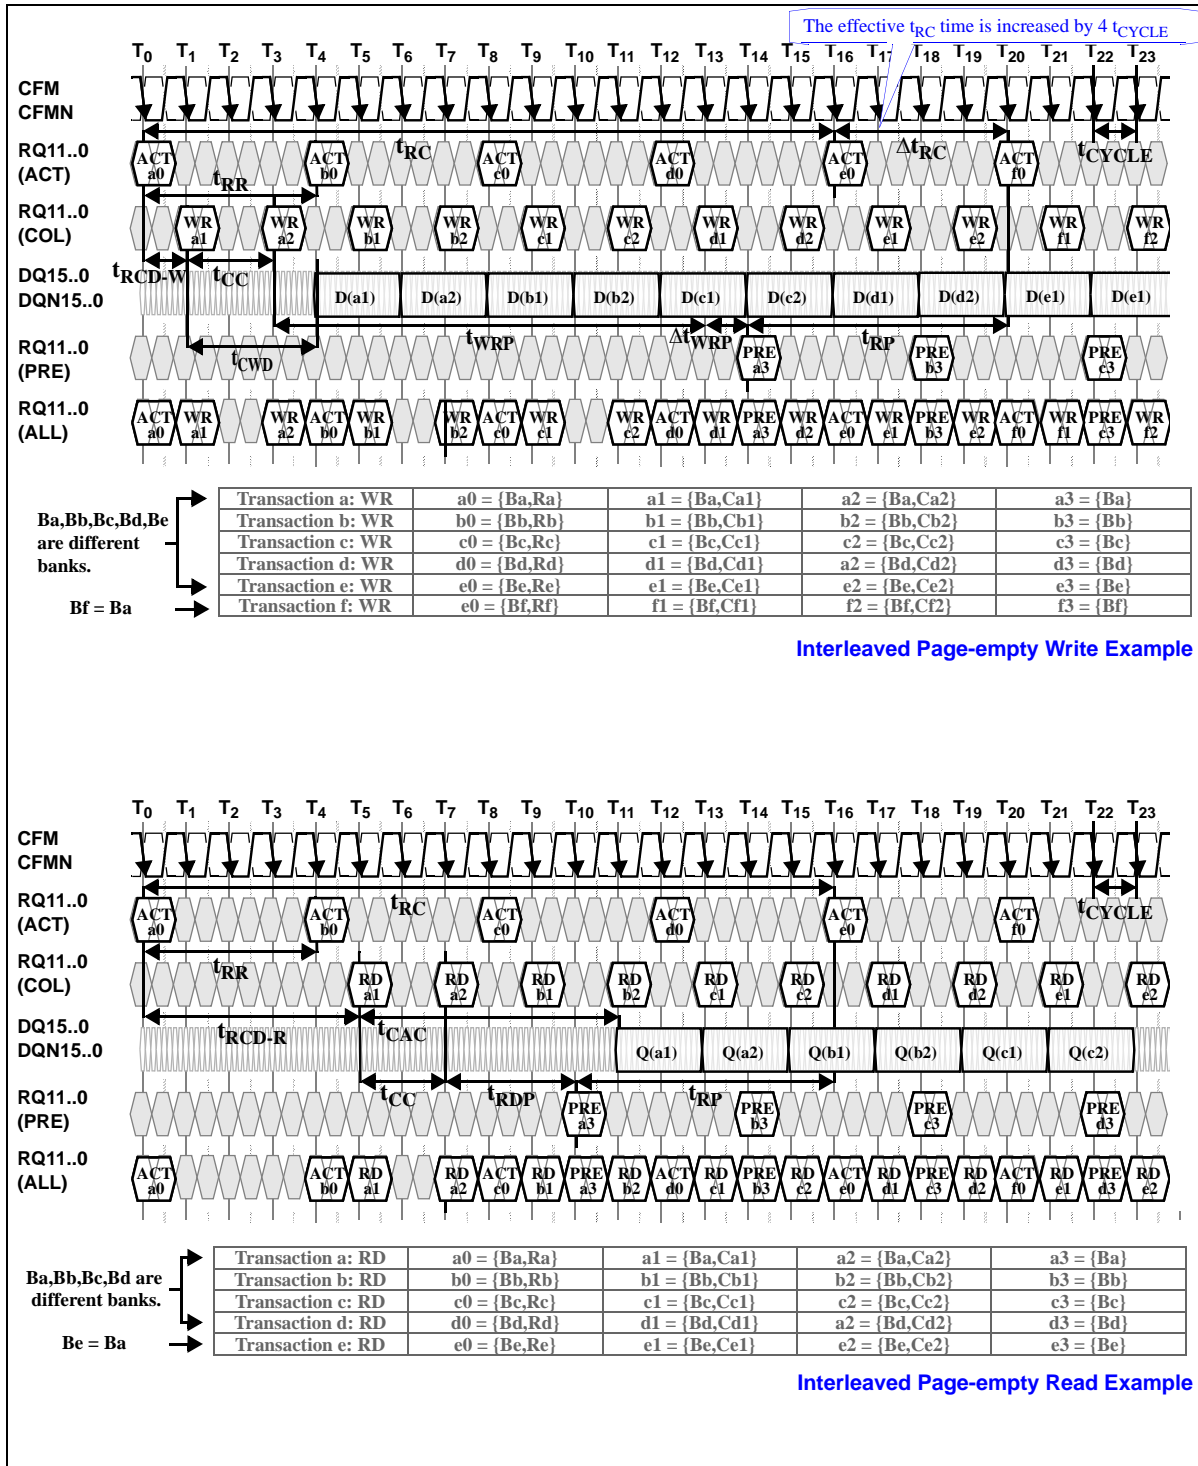 The effective tRC time is increased by 4 tCYCLE
T0 T1 T2 T3 T4 T5 T6 T7 T8 T9 T10 T11 T12 T13 T14 T15 T16 T17 T18 T19 T20 T21 T22 T23
CFM
CFMN
RQ11..0
(ACT)
ACT a0 ACT b0 ACT c0 ACT d0 ACT e0 ACT f0
tRC ΔtRC tCYCLE
tRR
RQ11..0
(COL)
WR a1 WR a2 WR b1 WR b2 WR c1 WR c2 WR d1 WR d2 WR e1 WR e2 WR f1 WR f2
tRCD-W tCC
DQ15..0
DQN15..0
D(a1) D(a2) D(b1) D(b2) D(c1) D(c2) D(d1) D(d2) D(e1) D(e1)
tCWD tWRP ΔtWRP tRP
RQ11..0
(PRE)
PRE a3 PRE b3 PRE c3
RQ11..0
(ALL)
ACT a0 WR a1 WR a2 ACT b0 WR b1 WR b2 ACT c0 WR c1 WR c2 ACT d0 WR d1 PRE a3 WR d2 ACT e0 WR e1 PRE b3 WR e2 ACT f0 WR f1 PRE c3 WR f2
Ba,Bb,Bc,Bd,Be
are different
banks.
Bf = Ba
Transaction a: WR a0 = {Ba,Ra} a1 = {Ba,Ca1} a2 = {Ba,Ca2} a3 = {Ba}
Transaction b: WR b0 = {Bb,Rb} b1 = {Bb,Cb1} b2 = {Bb,Cb2} b3 = {Bb}
Transaction c: WR c0 = {Bc,Rc} c1 = {Bc,Cc1} c2 = {Bc,Cc2} c3 = {Bc}
Transaction d: WR d0 = {Bd,Rd} d1 = {Bd,Cd1} a2 = {Bd,Cd2} d3 = {Bd}
Transaction e: WR e0 = {Be,Re} e1 = {Be,Ce1} e2 = {Be,Ce2} e3 = {Be}
Transaction f: WR e0 = {Bf,Rf} f1 = {Bf,Cf1} f2 = {Bf,Cf2} f3 = {Bf}
Interleaved Page-empty Write Example
T0 T1 T2 T3 T4 T5 T6 T7 T8 T9 T10 T11 T12 T13 T14 T15 T16 T17 T18 T19 T20 T21 T22 T23
CFM
CFMN
RQ11..0
(ACT)
ACT a0 ACT b0 ACT c0 ACT d0 ACT e0 ACT f0
tRC tCYCLE
tRR
RQ11..0
(COL)
RD a1 RD a2 RD b1 RD b2 RD c1 RD c2 RD d1 RD d2 RD e1 RD e2
tRCD-R tCAC
DQ15..0
DQN15..0
Q(a1) Q(a2) Q(b1) Q(b2) Q(c1) Q(c2)
tCC tRDP tRP
RQ11..0
(PRE)
PRE a3 PRE b3 PRE c3 PRE d3
RQ11..0
(ALL)
ACT a0 ACT b0 RD a1 RD a2 ACT c0 RD b1 PRE a3 RD b2 ACT d0 RD c1 PRE b3 RD c2 ACT e0 RD d1 PRE c3 RD d2 ACT f0 RD e1 PRE d3 RD e2
Ba,Bb,Bc,Bd are
different banks.
Be = Ba
Transaction a: RD a0 = {Ba,Ra} a1 = {Ba,Ca1} a2 = {Ba,Ca2} a3 = {Ba}
Transaction b: RD b0 = {Bb,Rb} b1 = {Bb,Cb1} b2 = {Bb,Cb2} b3 = {Bb}
Transaction c: RD c0 = {Bc,Rc} c1 = {Bc,Cc1} c2 = {Bc,Cc2} c3 = {Bc}
Transaction d: RD d0 = {Bd,Rd} d1 = {Bd,Cd1} a2 = {Bd,Cd2} d3 = {Bd}
Transaction e: RD e0 = {Be,Re} e1 = {Be,Ce1} e2 = {Be,Ce2} e3 = {Be}
Interleaved Page-empty Read Example